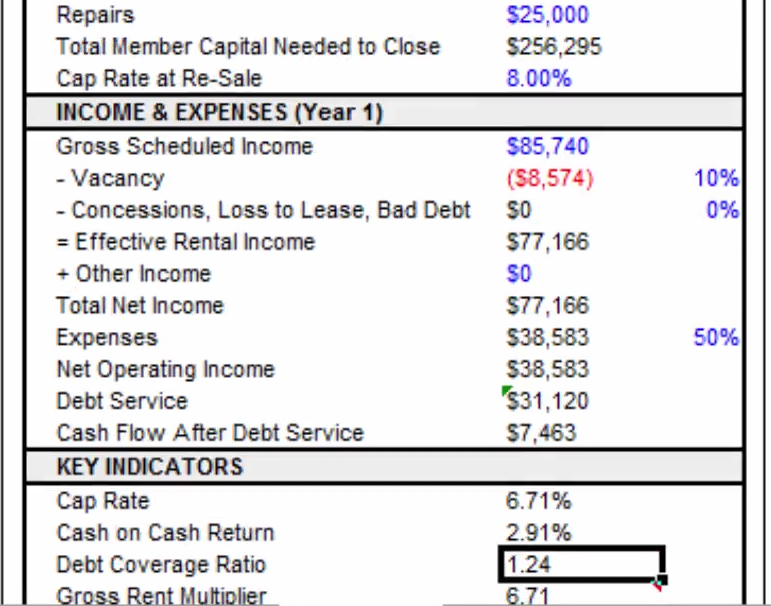 Repairs $25,000
Total Member Capital Needed to Close $256,295
Cap Rate at Re-Sale 8.00%
INCOME & EXPENSES (Year 1)
Gross Scheduled Income $85,740
- Vacancy ($8,574) 10%
- Concessions, Loss to Lease, Bad Debt $0 0%
= Effective Rental Income $77,166
+ Other Income $0
Total Net Income $77,166
Expenses $38,583 50%
Net Operating Income $38,583
Debt Service $31,120
Cash Flow After Debt Service $7,463
KEY INDICATORS
Cap Rate 6.71%
Cash on Cash Return 2.91%
Debt Coverage Ratio 1.24
Gross Rent Multiplier 6.71